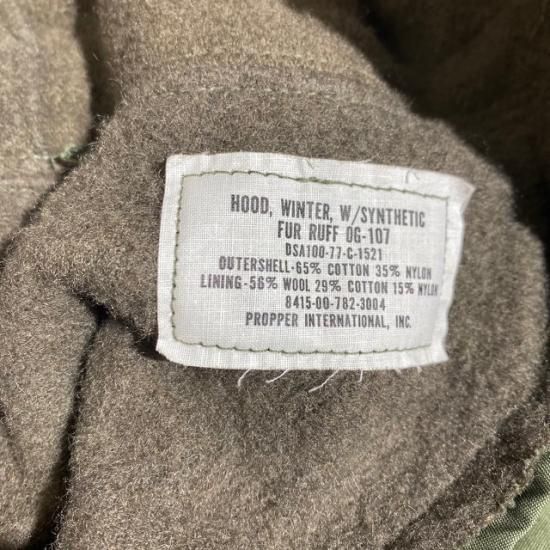 HOOD, WINTER, W/SYNTHETIC
FUR RUFF OG-107
DSA100-77-C-1521
OUTERSHELL-65% COTTON 35% NYLON
LINING-56% WOOL 29% COTTON 15% NYLON
8415-00-782-3004
PROPPER INTERNATIONAL, INC.